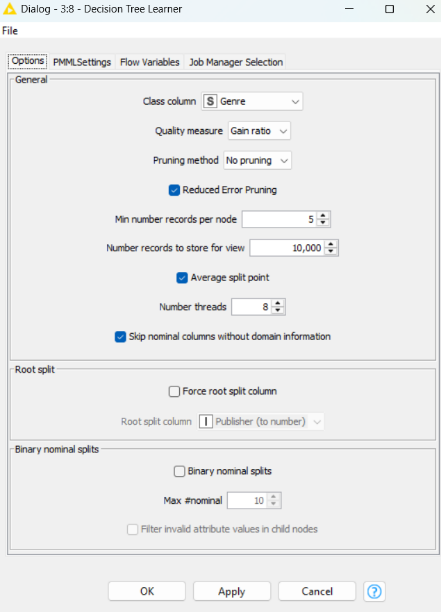 Dialog - 3:8 - Decision Tree Learner
File
Options PMMLSettings Flow Variables Job Manager Selection
General
Class column S Genre
Quality measure Gain ratio
Pruning method No pruning
Reduced Error Pruning
Min number records per node 5
Number records to store for view 10,000
Average split point
Number threads 8
Skip nominal columns without domain information
Root split
Force root split column
Root split column I Publisher (to number)
Binary nominal splits
Binary nominal splits
Max #nominal 10
Filter invalid attribute values in child nodes
OK Apply Cancel ?